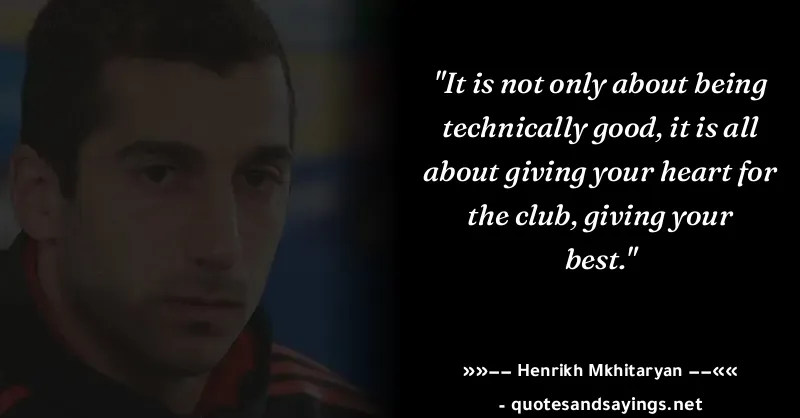 "It is not only about being
technically good, it is all
about giving your heart for
the club, giving your
best."
»»−− Henrikh Mkhitaryan −−««
- quotesandsayings.net